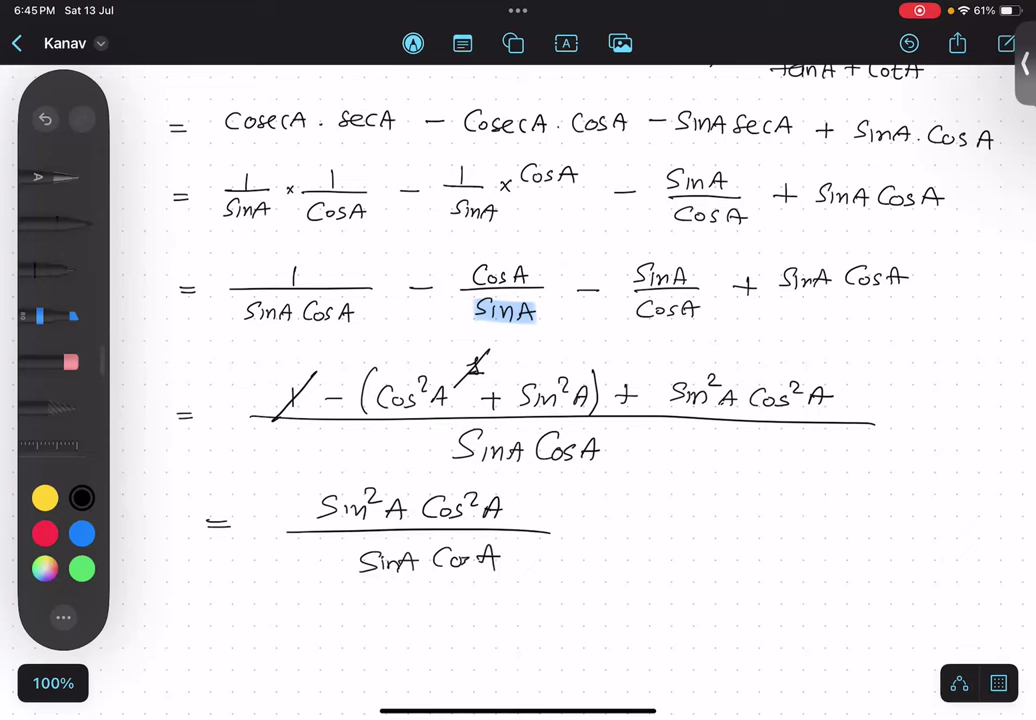 6:45 PM Sat 13 Jul 61%
Kanav
tanA + cotA
= CosecA . secA - CosecA . CosA - SinA secA + SinA . CosA
= 1/SinA × 1/CosA - 1/SinA × CosA - SinA/CosA + SinA CosA
= 1/SinA CosA - CosA/SinA - SinA/CosA + SinA CosA
= 1 - (Cos²A + Sin²A) + Sin²A Cos²A
SinA CosA
= Sin²A Cos²A
SinA CosA
100%